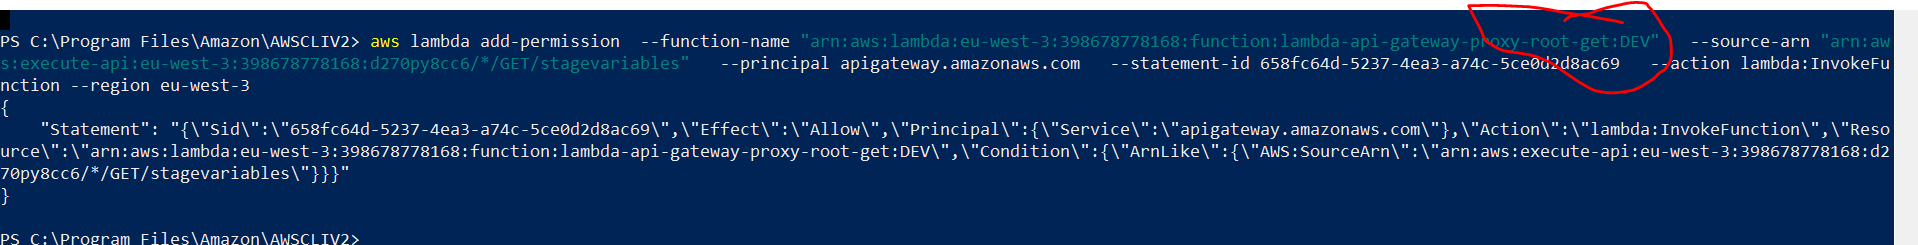 PS C:\Program Files\Amazon\AWSCLIV2> aws lambda add-permission  --function-name "arn:aws:lambda:eu-west-3:398678778168:function:lambda-api-gateway-proxy-root-get:DEV"   --source-arn "arn:aw
s:execute-api:eu-west-3:398678778168:d270py8cc6/*/GET/stagevariables"   --principal apigateway.amazonaws.com   --statement-id 658fc64d-5237-4ea3-a74c-5ce0d2d8ac69   --action lambda:InvokeFu
nction --region eu-west-3
{
    "Statement": "{\"Sid\":\"658fc64d-5237-4ea3-a74c-5ce0d2d8ac69\",\"Effect\":\"Allow\",\"Principal\":{\"Service\":\"apigateway.amazonaws.com\"},\"Action\":\"lambda:InvokeFunction\",\"Reso
urce\":\"arn:aws:lambda:eu-west-3:398678778168:function:lambda-api-gateway-proxy-root-get:DEV\",\"Condition\":{\"ArnLike\":{\"AWS:SourceArn\":\"arn:aws:execute-api:eu-west-3:398678778168:d2
70py8cc6/*/GET/stagevariables\"}}}"
}
PS C:\Program Files\Amazon\AWSCLIV2>